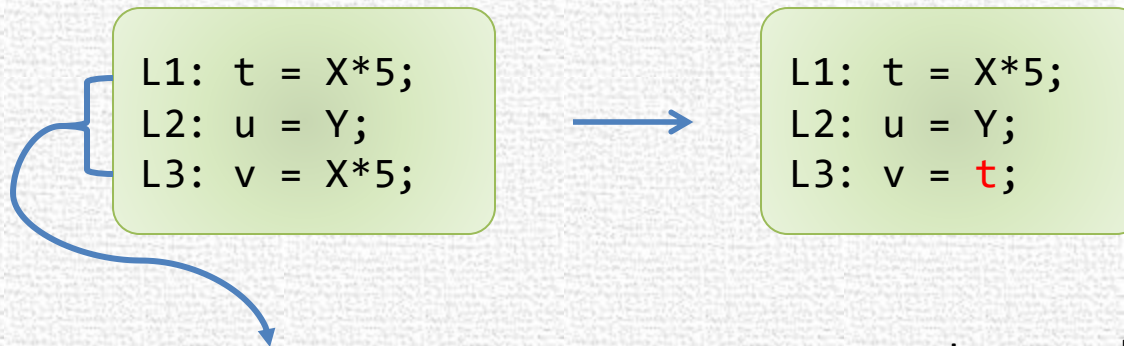 L1: t = X*5;
L2: u = Y;
L3: v = X*5;
L1: t = X*5;
L2: u = Y;
L3: v = t;